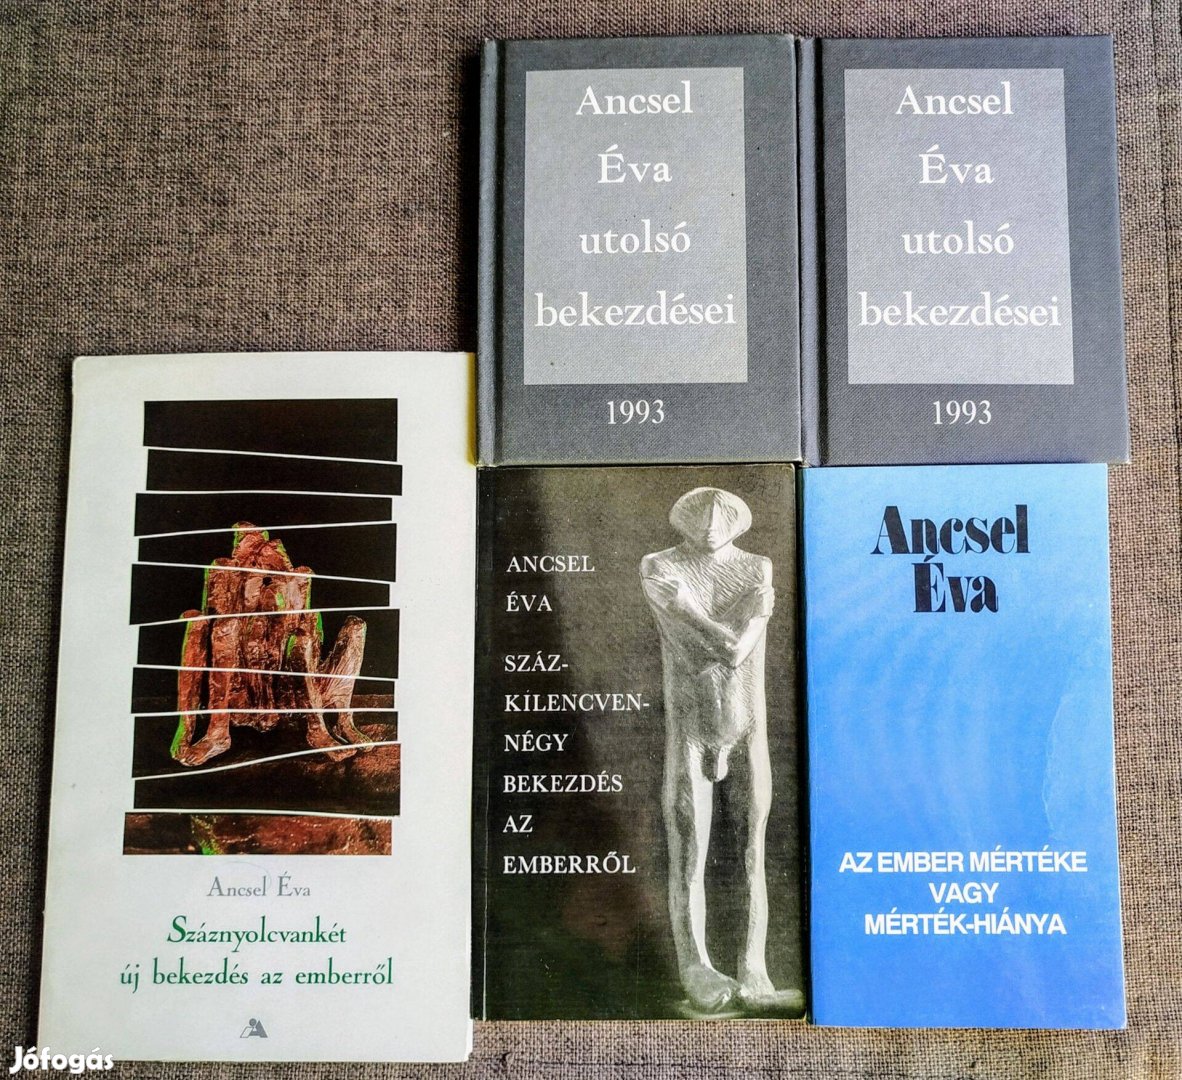 Ancsel
Éva
utolsó
bekezdései
1993
Ancsel
Éva
utolsó
bekezdései
1993
Ancsel Éva
Száznyolcvankét
új bekezdés az emberről
ANCSEL
ÉVA
SZÁZ-
KILENCVEN-
NÉGY
BEKEZDÉS
AZ
EMBERRŐL
Ancsel
Éva
AZ EMBER MÉRTÉKE
VAGY
MÉRTÉK-HIÁNYA
Jófogás